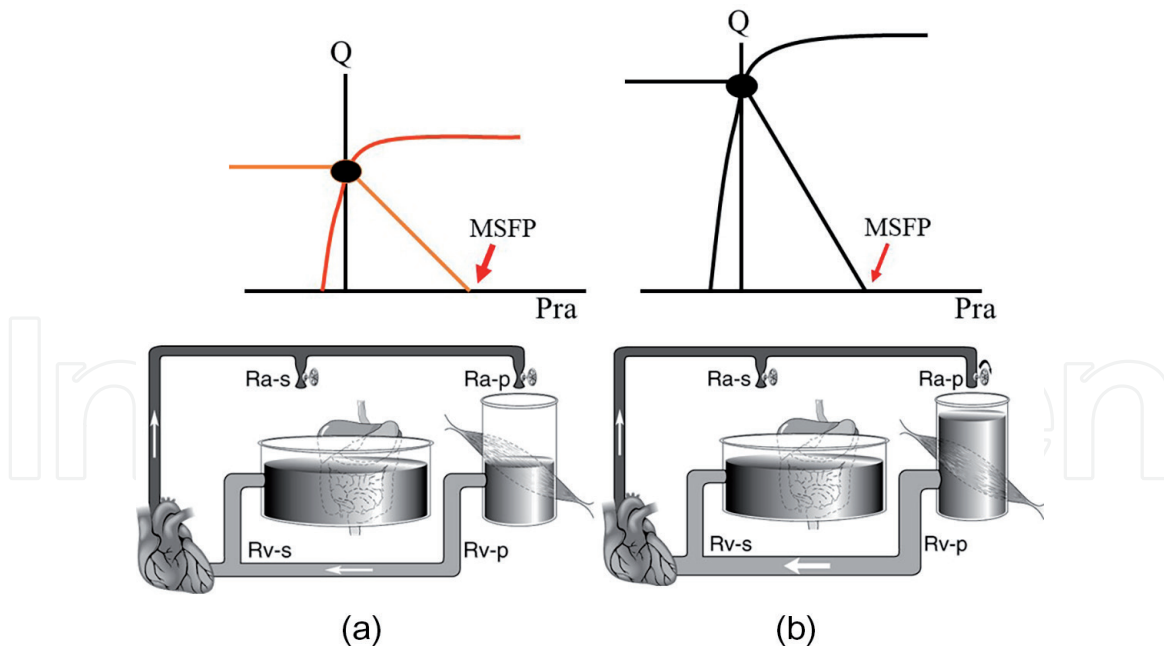 Q
MSFP
Pra
Ra-s
Ra-p
Rv-s
Rv-p
(a)
Q
MSFP
Pra
Ra-s
Ra-p
Rv-s
Rv-p
(b)